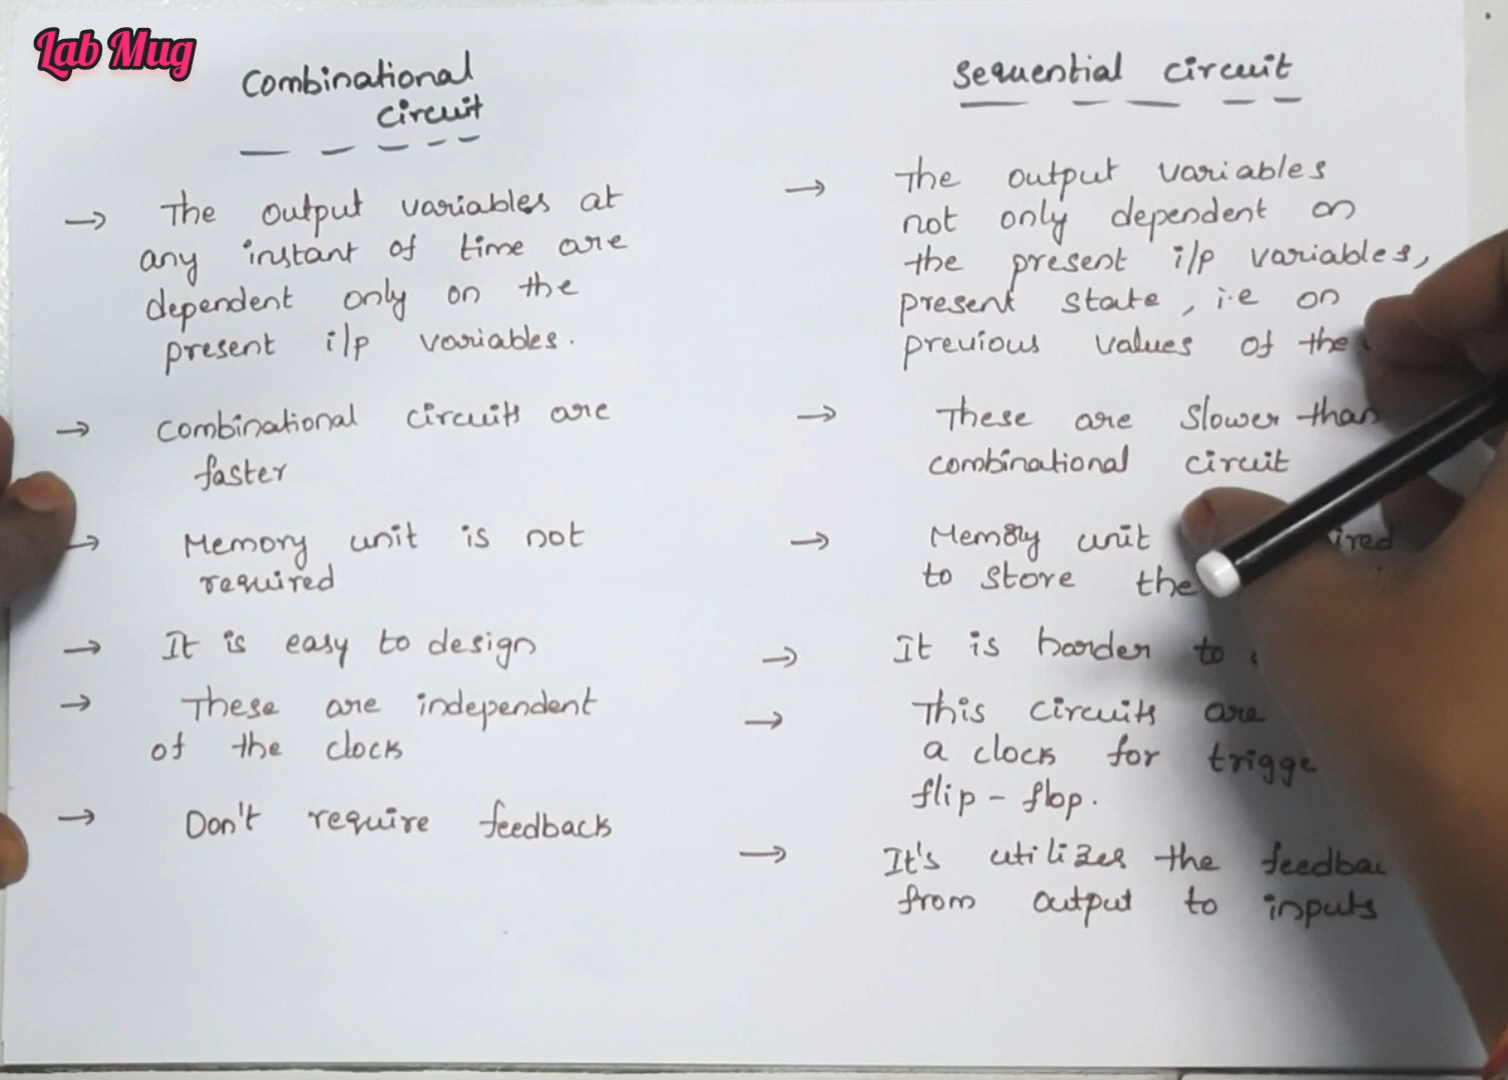 Lab Mug
Combinational
circuit
→ The output variables at
any instant of time are
dependent only on the
present i/p variables.
→ Combinational circuits are
faster
→ Memory unit is not
required
→ It is easy to design
→ These are independent
of the clock
→ Don't require feedback
Sequential circuit
→ The output variables
not only dependent on
the present i/p variables,
present state, i.e on
previous values of the
→ These are slower than
combinational circuit
→ Memory unit
to store the
→ It is harder to
→ This circuits are
a clock for trigge
flip-flop.
→ It's utilizes the feedbac
from output to inputs